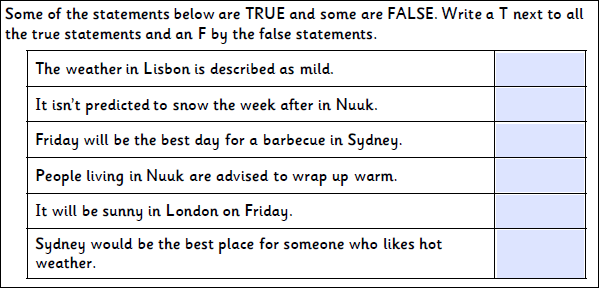 Some of the statements below are TRUE and some are FALSE. Write a T next to all
the true statements and an F by the false statements.
The weather in Lisbon is described as mild.
It isn't predicted to snow the week after in Nuuk.
Friday will be the best day for a barbecue in Sydney.
People living in Nuuk are advised to wrap up warm.
It will be sunny in London on Friday.
Sydney would be the best place for someone who likes hot
weather.